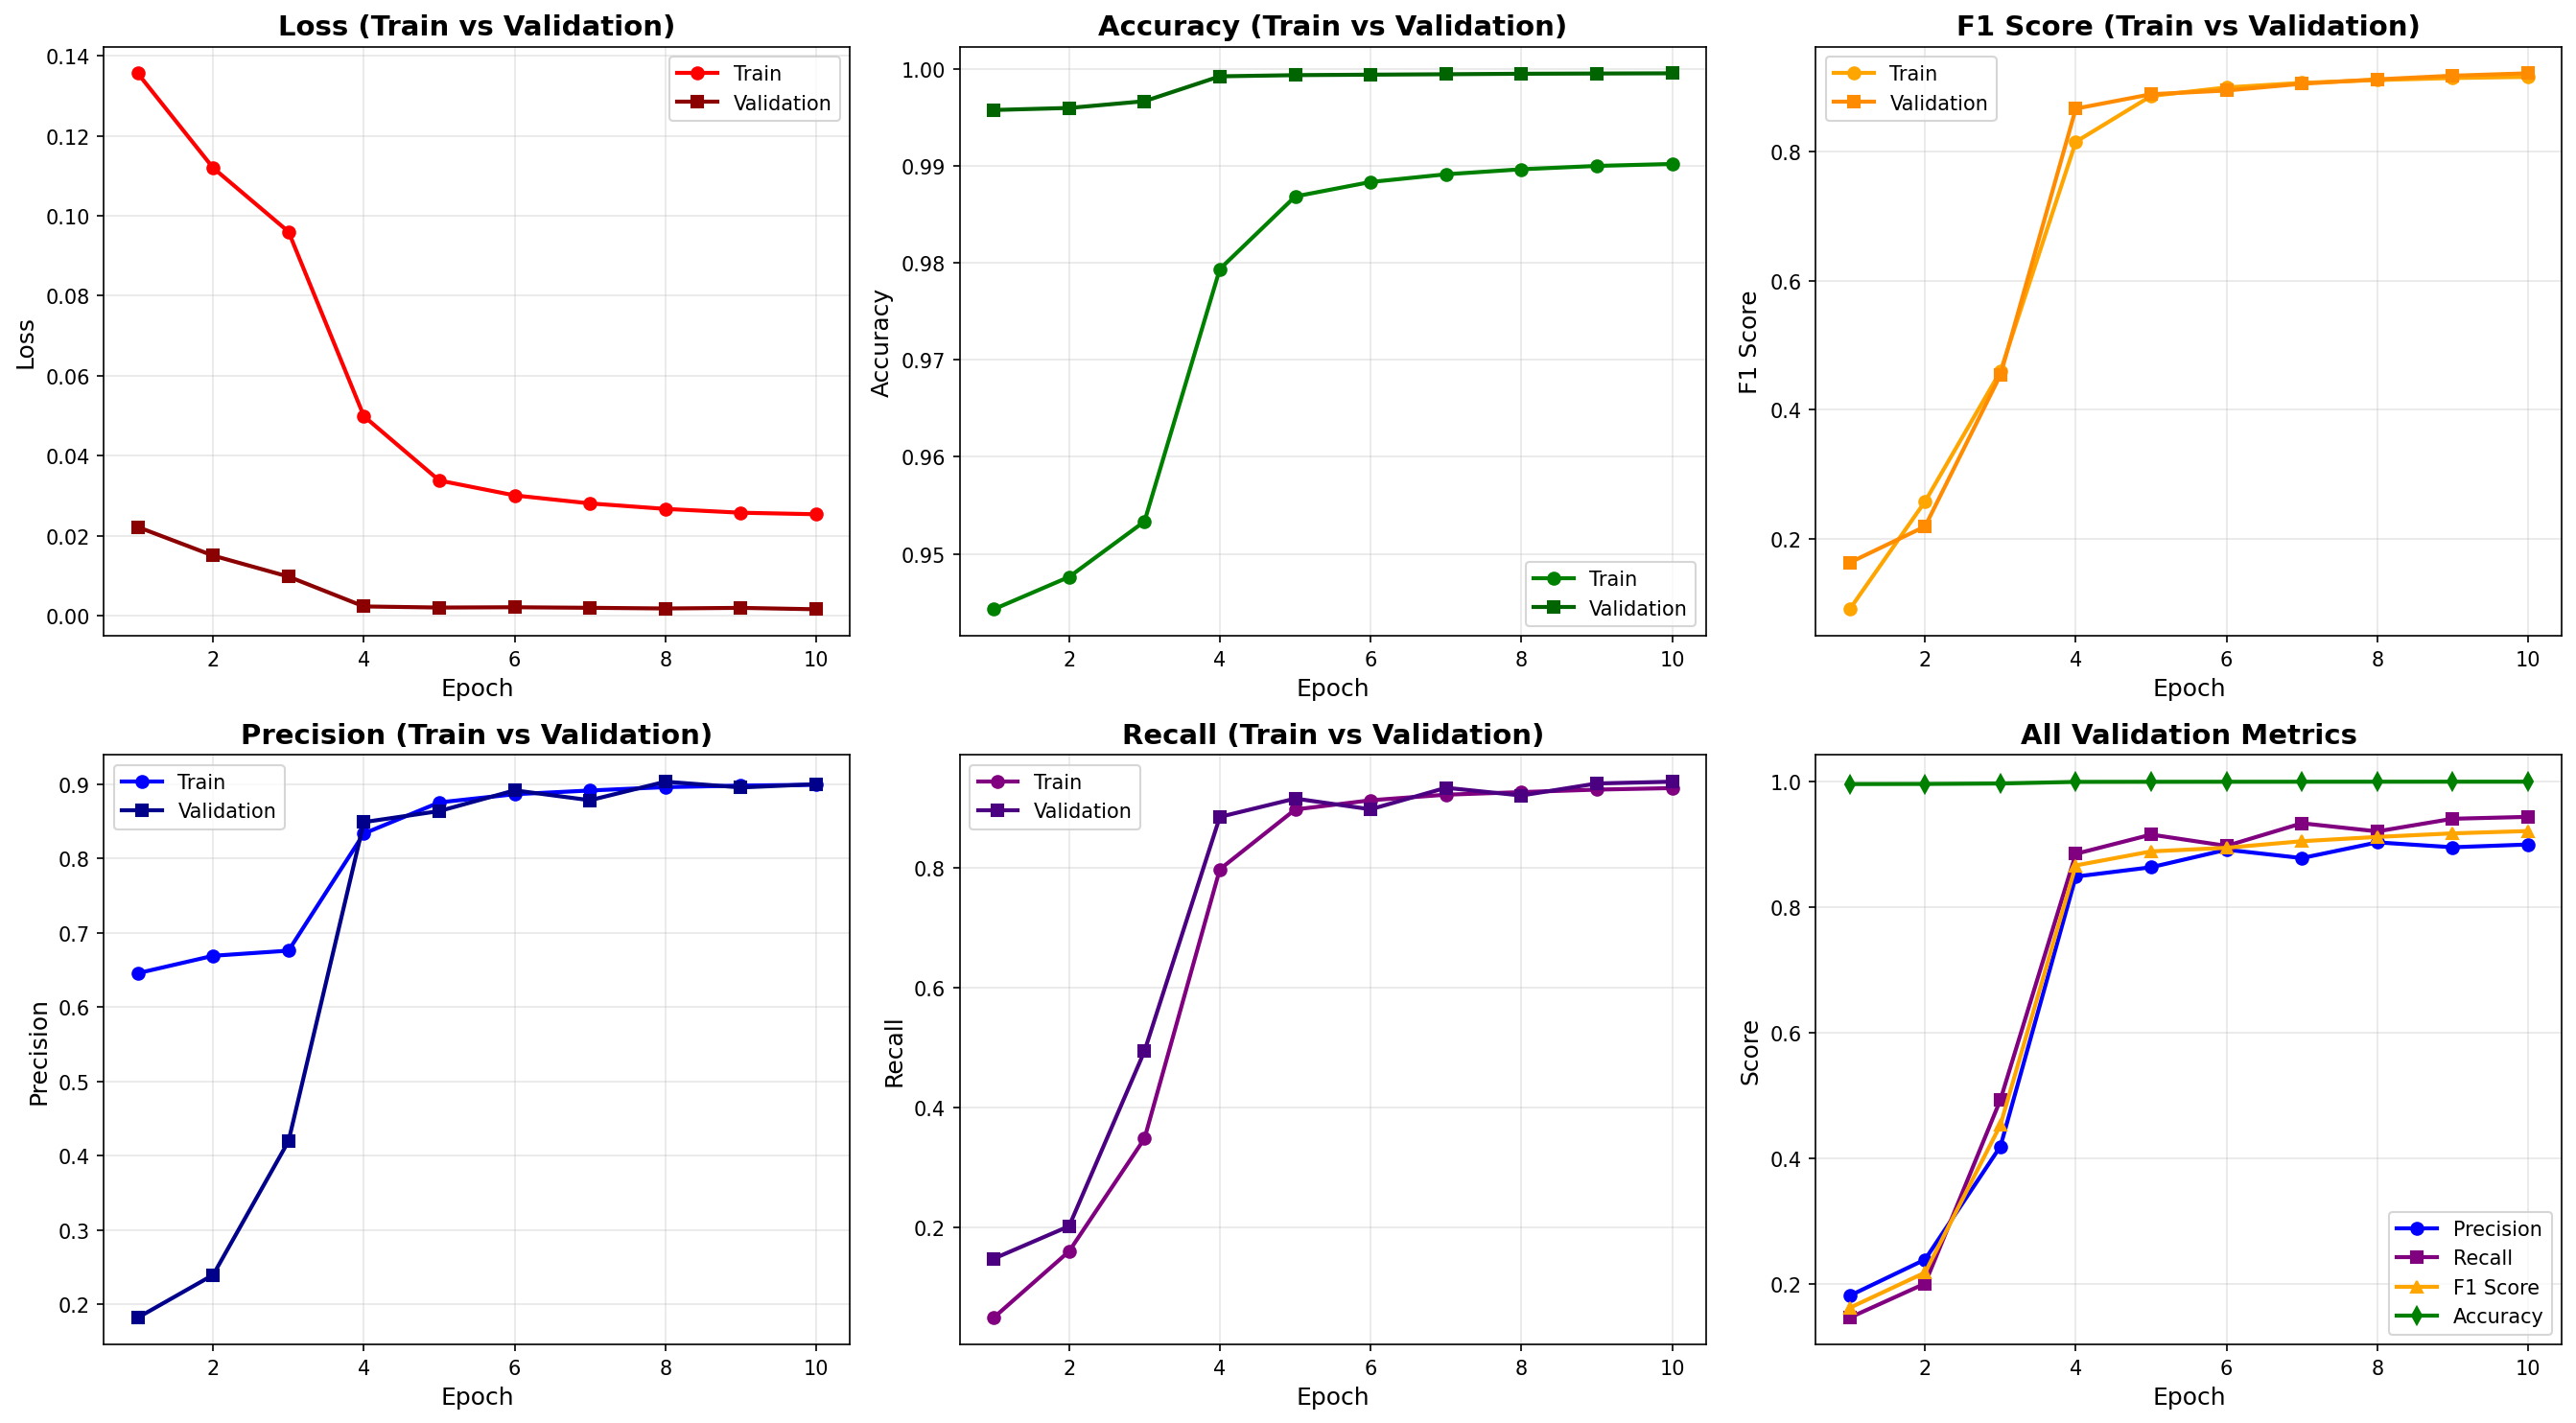 Loss (Train vs Validation)
0.14
0.12
0.10
0.08
0.06
0.04
0.02
0.00
Loss
Train
Validation
2
4
6
8
10
Epoch
Accuracy (Train vs Validation)
1.00
0.99
0.98
0.97
0.96
0.95
Accuracy
Train
Validation
2
4
6
8
10
Epoch
F1 Score (Train vs Validation)
0.8
0.6
0.4
0.2
F1 Score
Train
Validation
2
4
6
8
10
Epoch
Precision (Train vs Validation)
0.9
0.8
0.7
0.6
0.5
0.4
0.3
0.2
Precision
Train
Validation
2
4
6
8
10
Epoch
Recall (Train vs Validation)
0.8
0.6
0.4
0.2
Recall
Train
Validation
2
4
6
8
10
Epoch
All Validation Metrics
1.0
0.8
0.6
0.4
0.2
Score
Precision
Recall
F1 Score
Accuracy
2
4
6
8
10
Epoch